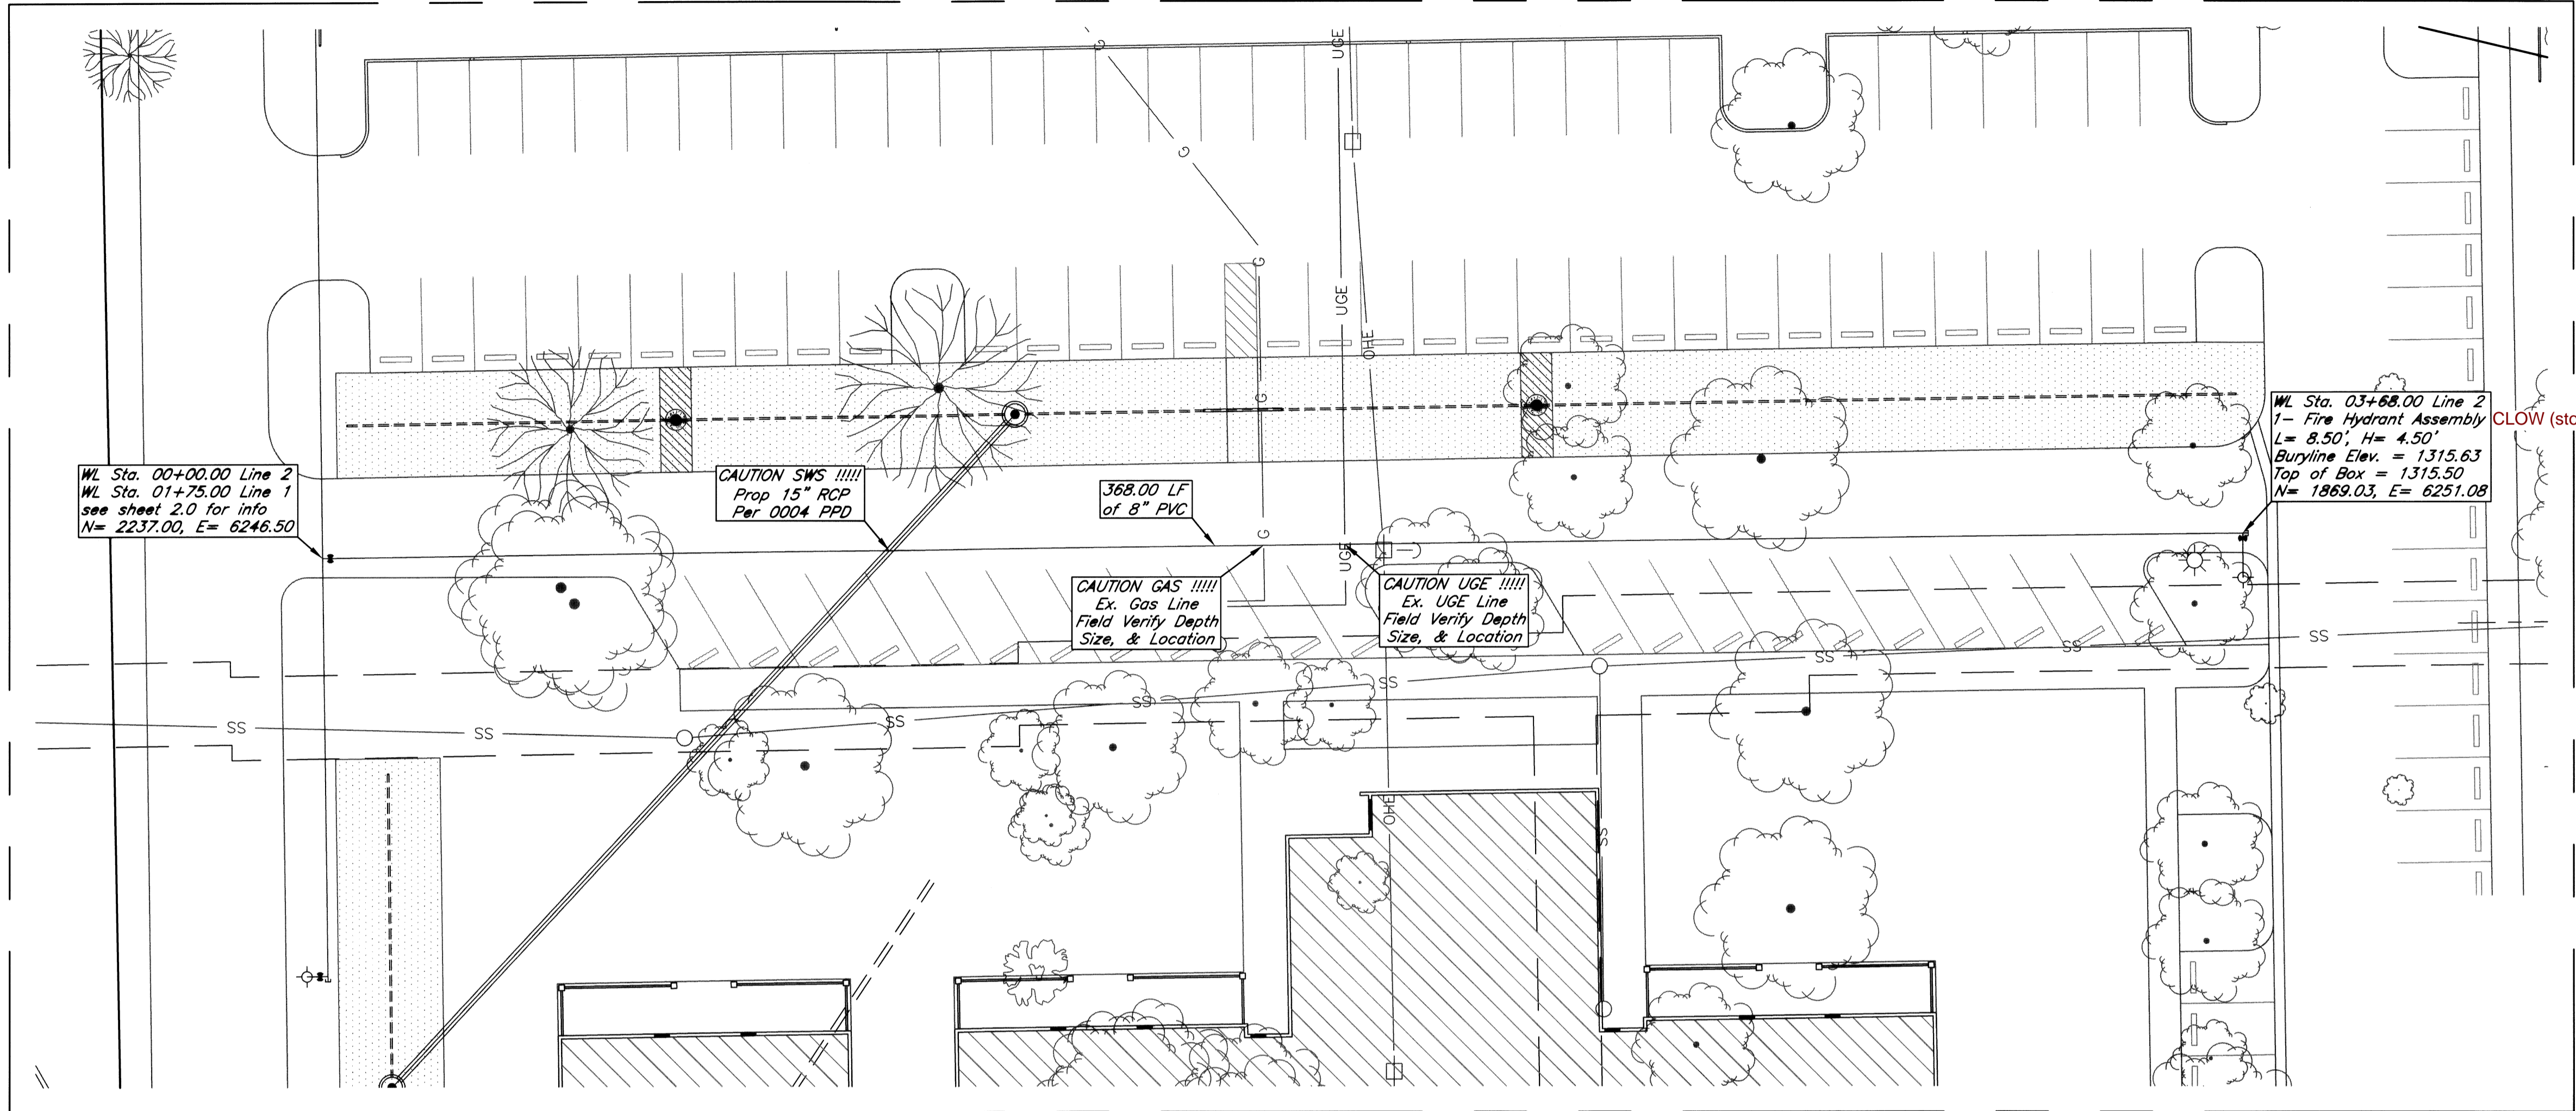 G
UGE
G
G
UGE
OHE
G
WL Sta. 00+00.00 Line 2
WL Sta. 01+75.00 Line 1
see sheet 2.0 for info
N= 2237.00, E= 6246.50
CAUTION SWS !!!!!
Prop 15" RCP
Per 0004 PPD
368.00 LF
of 8" PVC
WL Sta. 03+68.00 Line 2
1- Fire Hydrant Assembly CLOW (sto
L= 8.50', H= 4.50'
Buryline Elev. = 1315.63
Top of Box = 1315.50
N= 1869.03, E= 6251.08
G
UGE
CAUTION GAS !!!!!
Ex. Gas Line
Field Verify Depth
Size, & Location
CAUTION UGE !!!!!
Ex. UGE Line
Field Verify Depth
Size, & Location
SS
SS
SS
SS
SS
SS
SS
SS
SS
OHE
SS